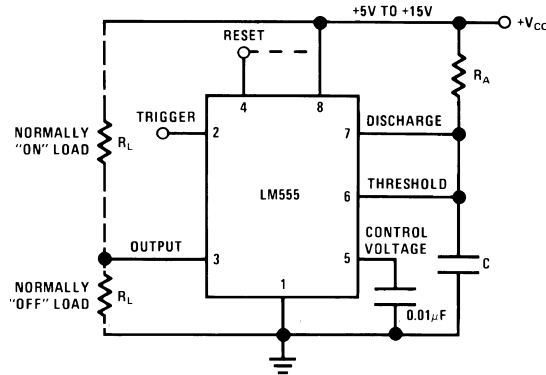 +5V TO +15V
+VCC
RESET
RA
4
8
TRIGGER
DISCHARGE
2
7
NORMALLY
"ON" LOAD
RL
THRESHOLD
LM555
6
CONTROL
VOLTAGE
OUTPUT
3
5
C
NORMALLY
"OFF" LOAD
RL
1
0.01μF